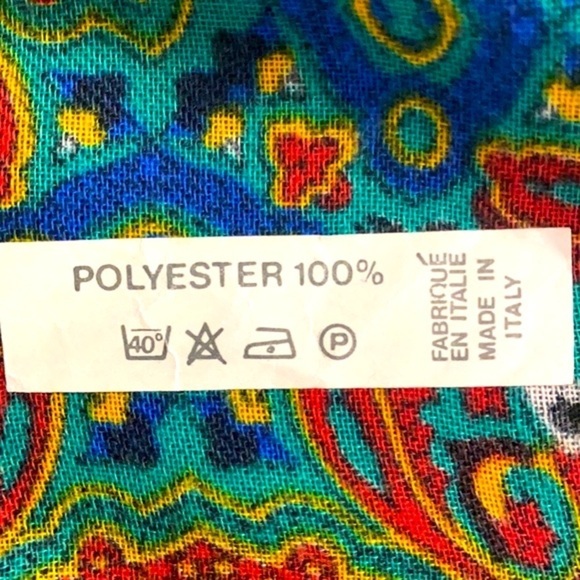 POLYESTER 100%
40°
P
FABRIQUÉ
EN ITALIE
MADE IN
ITALY